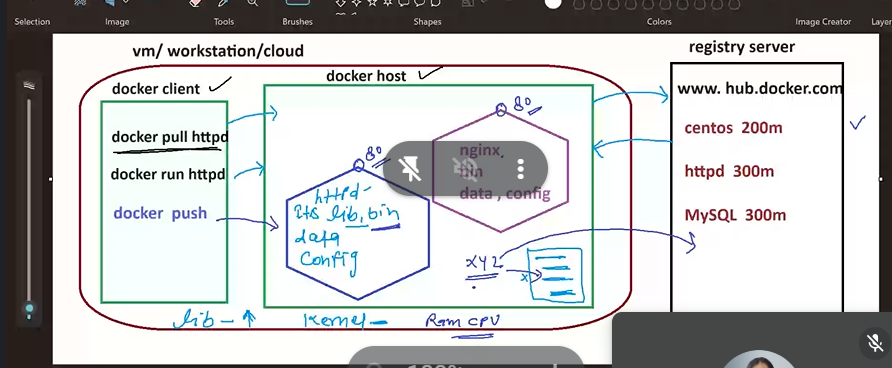 Selection
Image
Tools
Brushes
Shapes
Colors
Image Creator
Layer
vm/ workstation/cloud
registry server
docker client
docker host
docker pull httpd
docker run httpd
docker push
80
httpd-
its lib, bin
data
config
80
nginx
bin
data , config
xyz
x
www. hub.docker.com
centos 200m
httpd 300m
MySQL 300m
lib -
kernel -
Ram CPU